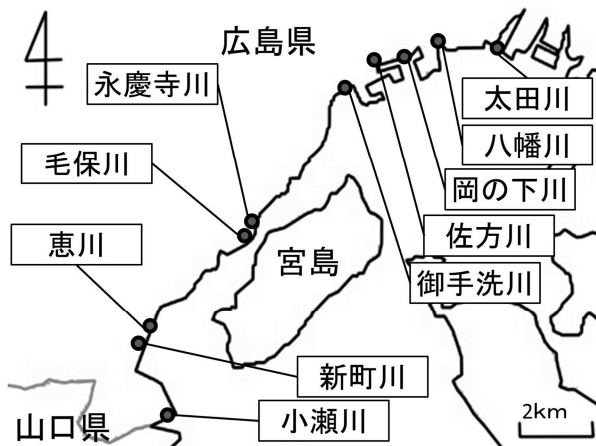 広島県
永慶寺川
太田川
八幡川
毛保川
岡の下川
恵川
佐方川
宮島
御手洗川
新町川
小瀬川
山口県
2km